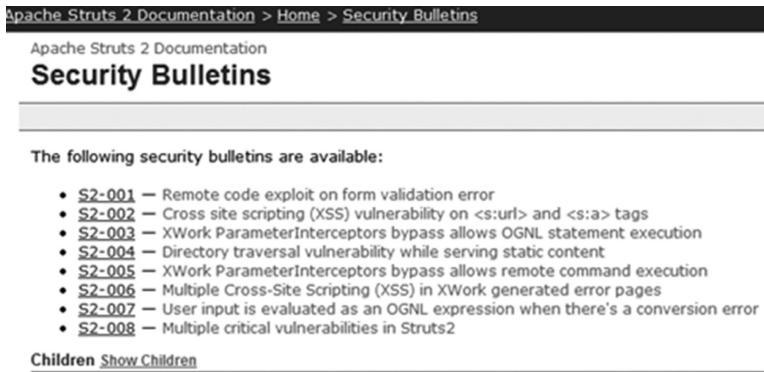 Apache Struts 2 Documentation > Home > Security Bulletins
Apache Struts 2 Documentation
Security Bulletins
The following security bulletins are available:
• S2-001 — Remote code exploit on form validation error
• S2-002 — Cross site scripting (XSS) vulnerability on <s:url> and <s:a> tags
• S2-003 — XWork ParameterInterceptors bypass allows OGNL statement execution
• S2-004 — Directory traversal vulnerability while serving static content
• S2-005 — XWork ParameterInterceptors bypass allows remote command execution
• S2-006 — Multiple Cross-Site Scripting (XSS) in XWork generated error pages
• S2-007 — User input is evaluated as an OGNL expression when there's a conversion error
• S2-008 — Multiple critical vulnerabilities in Struts2
Children Show Children